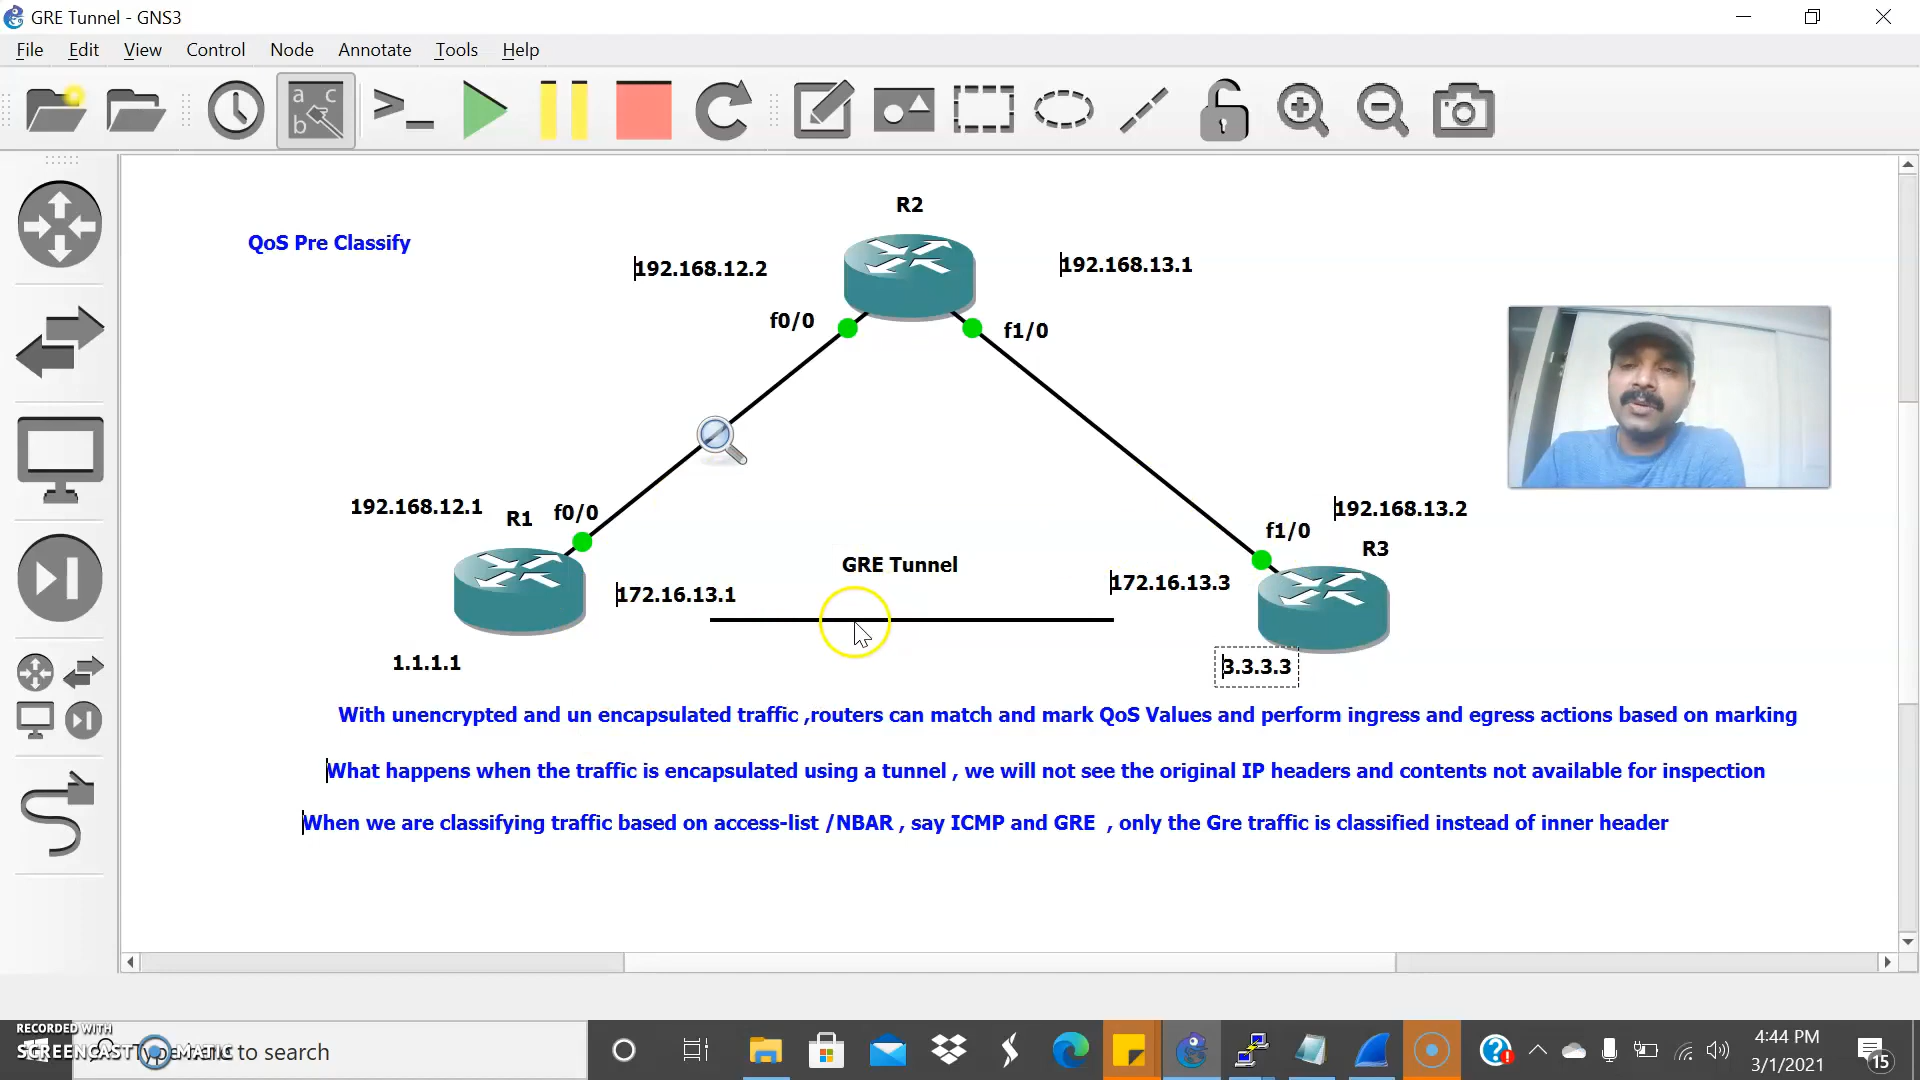 GRE Tunnel - GNS3
File Edit View Control Node Annotate Tools Help
a c
b
R2
QoS Pre Classify
192.168.12.2
192.168.13.1
f0/0
f1/0
192.168.12.1
R1
f0/0
192.168.13.2
f1/0
R3
GRE Tunnel
172.16.13.1
172.16.13.3
1.1.1.1
3.3.3.3
With unencrypted and un encapsulated traffic ,routers can match and mark QoS Values and perform ingress and egress actions based on marking
What happens when the traffic is encapsulated using a tunnel , we will not see the original IP headers and contents not available for inspection
When we are classifying traffic based on access-list /NBAR , say ICMP and GRE , only the Gre traffic is classified instead of inner header
RECORDED WITH
SCREENCAST MATIC
Type here to search
4:44 PM
3/1/2021
15